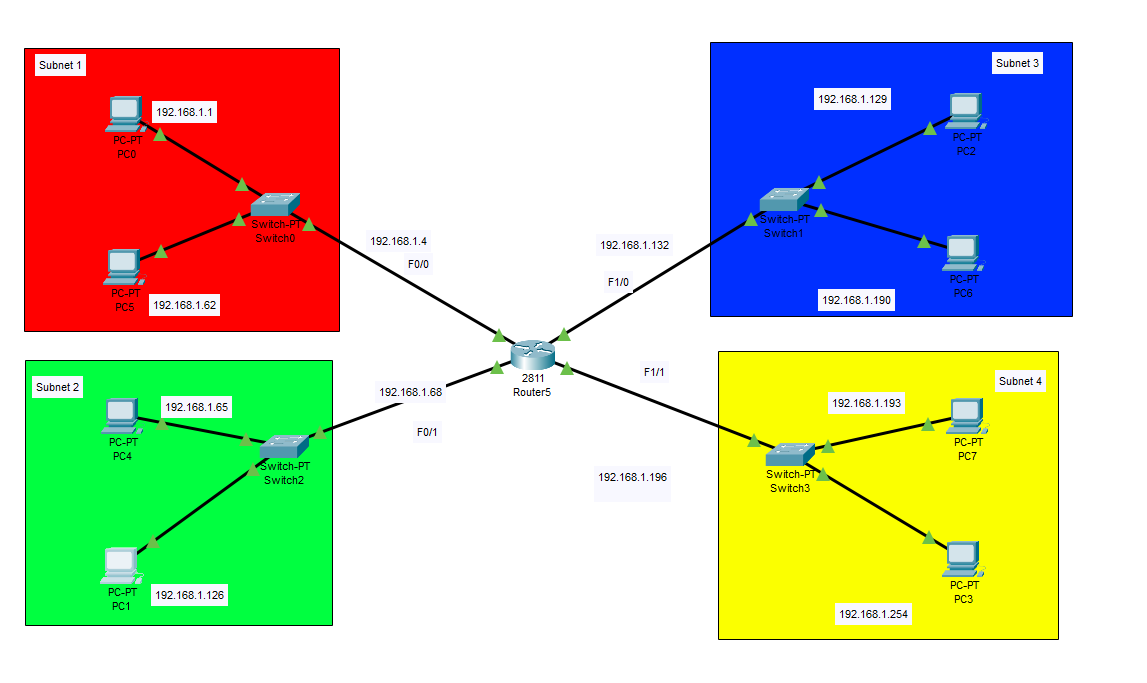 Subnet 1
192.168.1.1
PC-PT
PC0
Switch-PT
Switch0
PC-PT
PC5
192.168.1.62
192.168.1.4
F0/0
Subnet 3
192.168.1.129
PC-PT
PC2
Switch-PT
Switch1
PC-PT
PC6
192.168.1.190
192.168.1.132
F1/0
2811
Router5
Subnet 2
192.168.1.65
PC-PT
PC4
Switch-PT
Switch2
PC-PT
PC1
192.168.1.126
192.168.1.68
F0/1
F1/1
192.168.1.196
Subnet 4
192.168.1.193
PC-PT
PC7
Switch-PT
Switch3
PC-PT
PC3
192.168.1.254